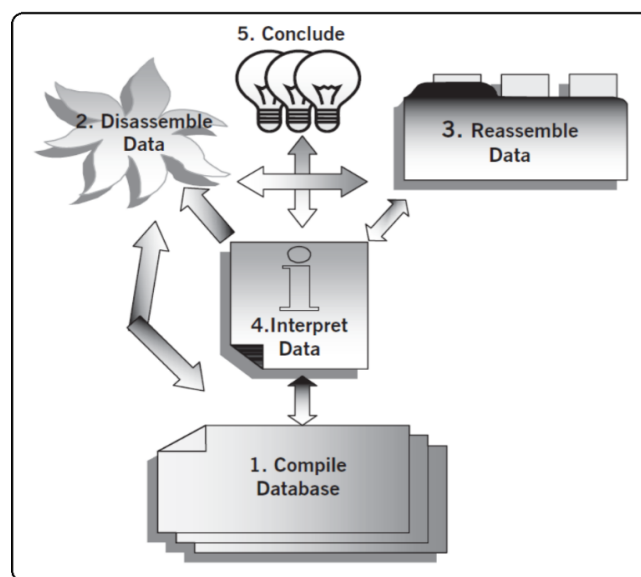 5. Conclude
2. Disassemble
Data
3. Reassemble
Data
i
4.Interpret
Data
1. Compile
Database